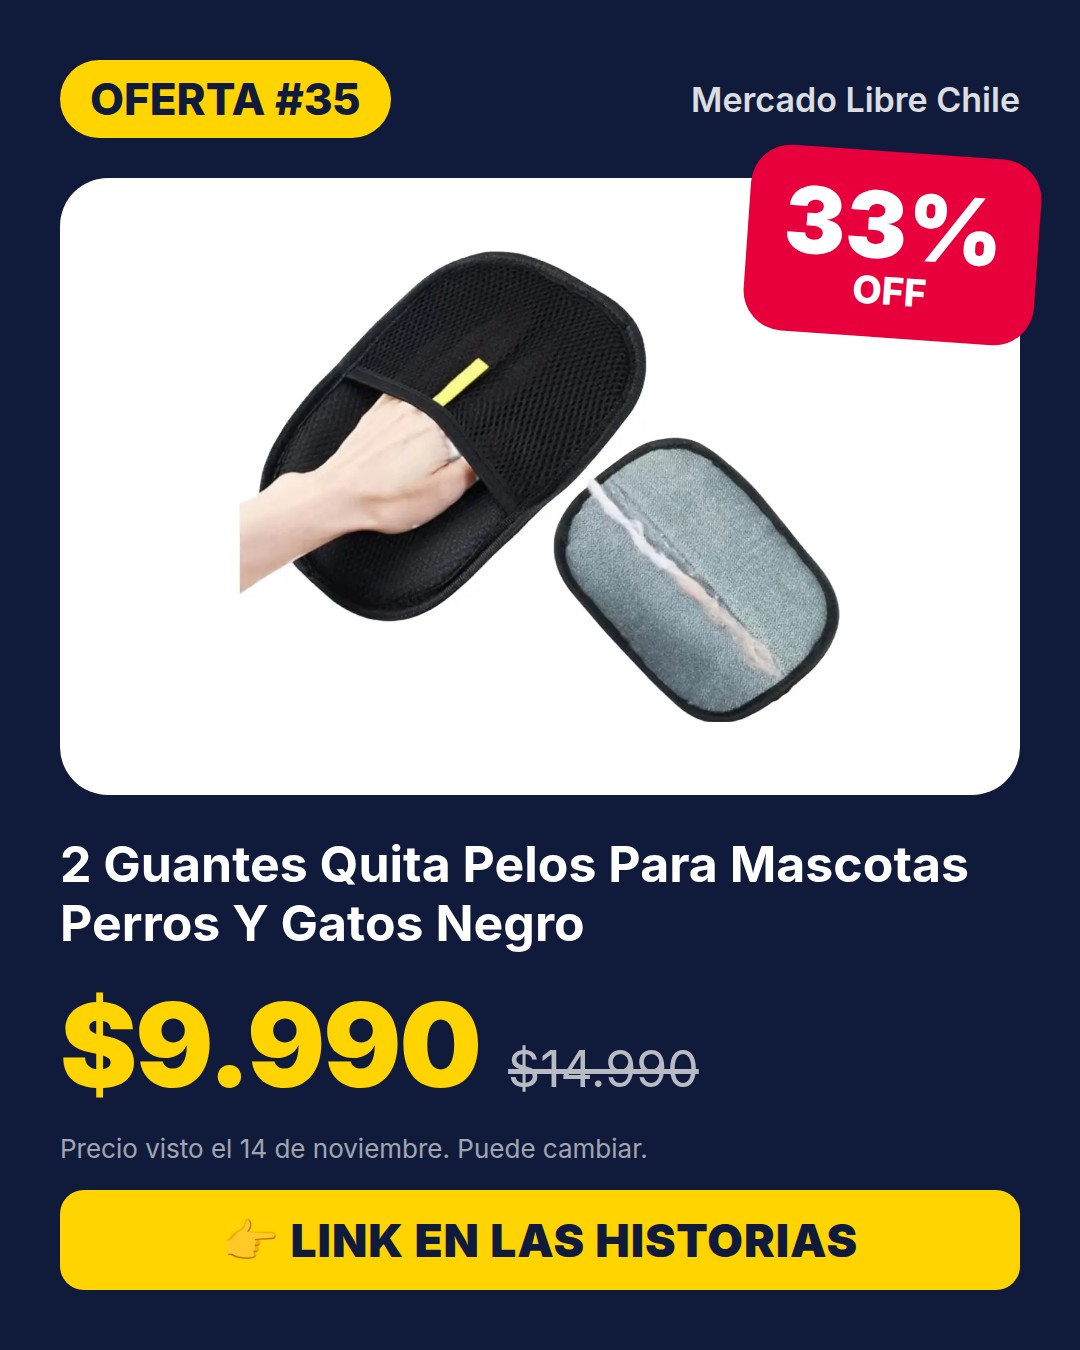 OFERTA #35
Mercado Libre Chile
33%
OFF
2 Guantes Quita Pelos Para Mascotas
Perros Y Gatos Negro
$9.990 $14.990
Precio visto el 14 de noviembre. Puede cambiar.
👉 LINK EN LAS HISTORIAS